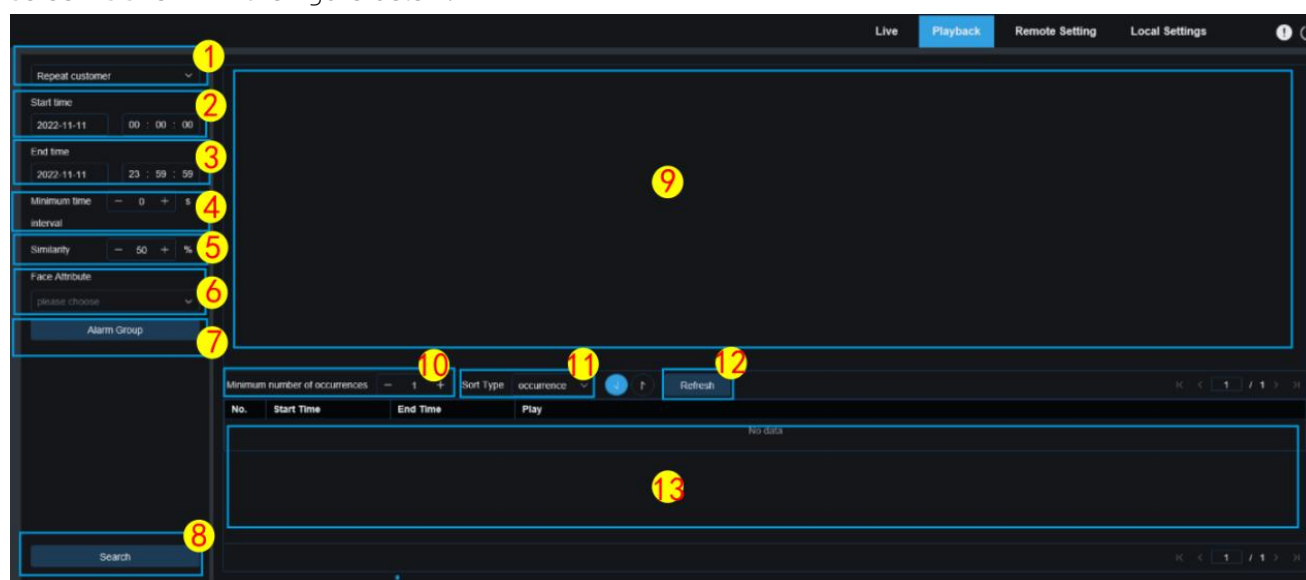 Live Playback Remote Setting Local Settings !
1
Repeat customer
Start time
2
2022-11-11 00 : 00 : 00
End time
3
2022-11-11 23 : 59 : 59
9
Minimum time interval − 0 + s
4
Similarity − 50 + %
5
Face Attribute
6
please choose
Alarm Group
7
10 11 12
Minimum number of occurrences − 1 + Sort Type occurrence Refresh 1 / 1
No. Start Time End Time Play
No data
13
8
Search 1 / 1